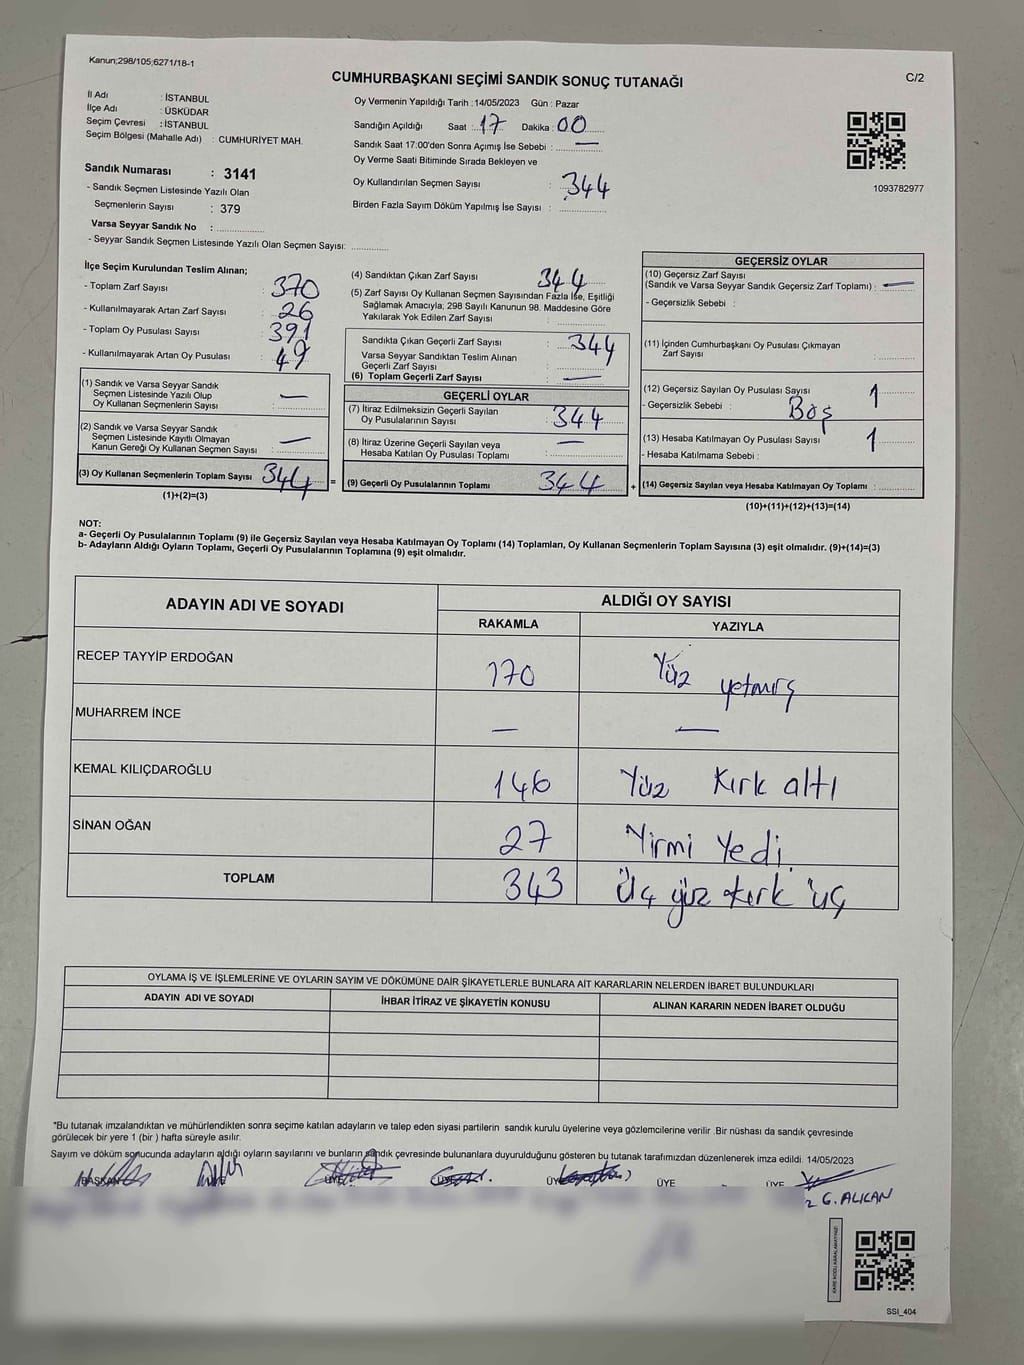 Kanun;298/105;6271/18-1
CUMHURBAŞKANI SEÇİMİ SANDIK SONUÇ TUTANAĞI
C/2
İl Adı : İSTANBUL
İlçe Adı : ÜSKÜDAR
Seçim Çevresi : İSTANBUL
Seçim Bölgesi (Mahalle Adı) : CUMHURİYET MAH.
Sandık Numarası : 3141
- Sandık Seçmen Listesinde Yazılı Olan
Seçmenlerin Sayısı : 379
Varsa Seyyar Sandık No :
- Seyyar Sandık Seçmen Listesinde Yazılı Olan Seçmen Sayısı:
Oy Vermenin Yapıldığı Tarih :14/05/2023 Gün : Pazar
Sandığın Açıldığı Saat : 17 Dakika : 00
Sandık Saat 17:00'den Sonra Açımış İse Sebebi : —
Oy Verme Saati Bitiminde Sırada Bekleyen ve
Oy Kullandırılan Seçmen Sayısı : 344
Birden Fazla Sayım Döküm Yapılmış İse Sayısı :
1093782977
İlçe Seçim Kurulundan Teslim Alınan;
- Toplam Zarf Sayısı : 370
- Kullanılmayarak Artan Zarf Sayısı : 26
- Toplam Oy Pusulası Sayısı : 391
- Kullanılmayarak Artan Oy Pusulası : 49
(1) Sandık ve Varsa Seyyar Sandık
Seçmen Listesinde Yazılı Olup
Oy Kullanan Seçmenlerin Sayısı : —
(2) Sandık ve Varsa Seyyar Sandık
Seçmen Listesinde Kayıtlı Olmayan
Kanun Gereği Oy Kullanan Seçmen Sayısı : —
(3) Oy Kullanan Seçmenlerin Toplam Sayısı 344 =
(1)+(2)=(3)
(4) Sandıktan Çıkan Zarf Sayısı : 344
(5) Zarf Sayısı Oy Kullanan Seçmen Sayısından Fazla İse, Eşitliği
Sağlamak Amacıyla, 298 Sayılı Kanunun 98. Maddesine Göre
Yakılarak Yok Edilen Zarf Sayısı :
Sandıkta Çıkan Geçerli Zarf Sayısı : 344
Varsa Seyyar Sandıktan Teslim Alınan
Geçerli Zarf Sayısı :
(6) Toplam Geçerli Zarf Sayısı : —
GEÇERLİ OYLAR
(7) İtiraz Edilmeksizin Geçerli Sayılan
Oy Pusulasının Sayısı : 344
(8) İtiraz Üzerine Geçerli Sayılan veya
Hesaba Katılan Oy Pusulası Toplamı : —
(9) Geçerli Oy Pusulalarının Toplamı : 344 +
GEÇERSİZ OYLAR
(10) Geçersiz Zarf Sayısı
(Sandık ve Varsa Seyyar Sandık Geçersiz Zarf Toplamı) : —
- Geçersizlik Sebebi :
(11) İçinden Cumhurbaşkanı Oy Pusulası Çıkmayan
Zarf Sayısı :
(12) Geçersiz Sayılan Oy Pusulası Sayısı : 1
- Geçersizlik Sebebi : Boş
(13) Hesaba Katılmayan Oy Pusulası Sayısı : 1
- Hesaba Katılmama Sebebi :
(14) Geçersiz Sayılan veya Hesaba Katılmayan Oy Toplamı :
(10)+(11)+(12)+(13)=(14)
NOT:
a- Geçerli Oy Pusulalarının Toplamı (9) ile Geçersiz Sayılan veya Hesaba Katılmayan Oy Toplamı (14) Toplamları, Oy Kullanan Seçmenlerin Toplam Sayısına (3) eşit olmalıdır. (9)+(14)=(3)
b- Adayların Aldığı Oyların Toplamı, Geçerli Oy Pusulalarının Toplamına (9) eşit olmalıdır.
ADAYIN ADI VE SOYADI ALDIĞI OY SAYISI
RAKAMLA YAZIYLA
RECEP TAYYİP ERDOĞAN 170 Yüz yetmiş
MUHARREM İNCE — —
KEMAL KILIÇDAROĞLU 146 Yüz Kırk altı
SİNAN OĞAN 27 Yirmi Yedi.
TOPLAM 343 Üç yüz kırk üç
OYLAMA İŞ VE İŞLEMLERİNE VE OYLARIN SAYIM VE DÖKÜMÜNE DAİR ŞİKAYETLERLE BUNLARA AİT KARARLARIN NELERDEN İBARET BULUNDUKLARI
ADAYIN ADI VE SOYADI İHBAR İTİRAZ VE ŞİKAYETİN KONUSU ALINAN KARARIN NEDEN İBARET OLDUĞU
*Bu tutanak imzalandıktan ve mühürlendikten sonra seçime katılan adayların ve talep eden siyasi partilerin sandık kurulu üyelerine veya gözlemcilerine verilir .Bir nüshası da sandık çevresinde
görülecek bir yere 1 (bir ) hafta süreyle asılır.
Sayım ve döküm sonucunda adayların aldığı oyların sayılarını ve bunların sandık çevresinde bulunanlara duyurulduğunu gösteren bu tutanak tarafımızdan düzenlenerek imza edildi. 14/05/2023
BAŞKAN ÜYE ÜYE ÜYE ÜYE
G. ALICAN
SSI_404